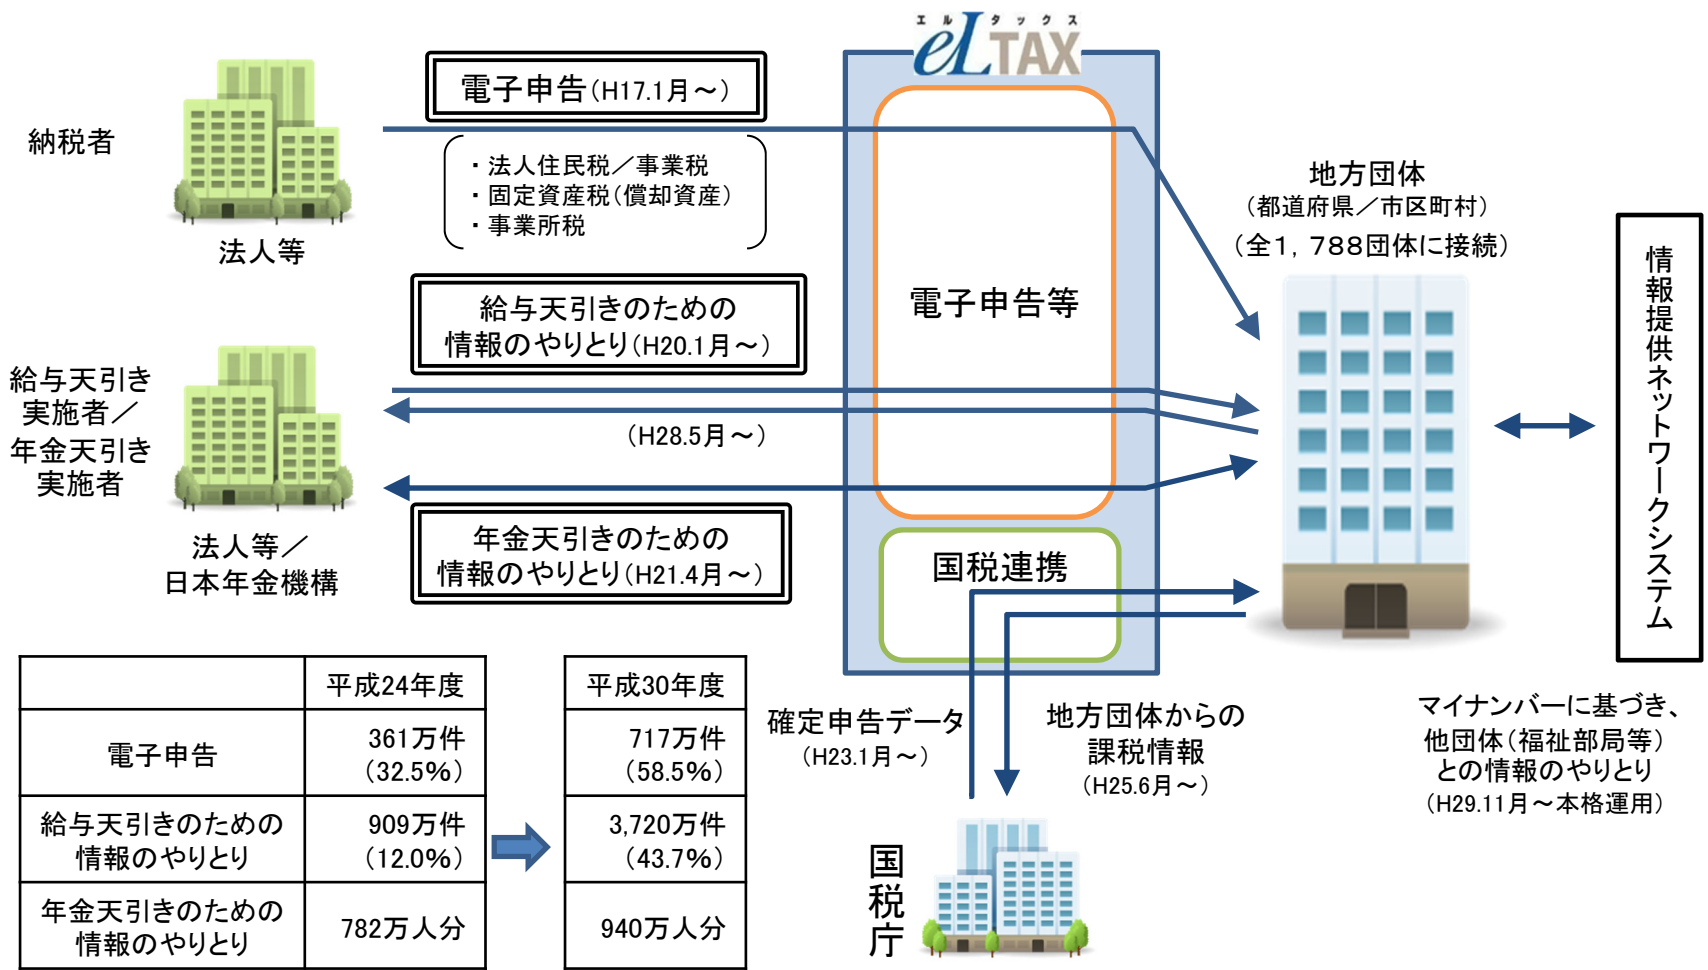 エルタックス
eLTAX
電子申告(H17.1月～)
納税者
・法人住民税／事業税
・固定資産税(償却資産)
・事業所税
法人等
地方団体
(都道府県／市区町村)
(全1，788団体に接続)
情報提供ネットワークシステム
給与天引きのための
情報のやりとり(H20.1月～)
電子申告等
給与天引き
実施者／
年金天引き
実施者
(H28.5月～)
年金天引きのための
情報のやりとり(H21.4月～)
法人等／
日本年金機構
国税連携
確定申告データ
(H23.1月～)
地方団体からの
課税情報
(H25.6月～)
マイナンバーに基づき、
他団体(福祉部局等)
との情報のやりとり
(H29.11月～本格運用)
国税庁
平成24年度
平成30年度
電子申告
361万件
(32.5%)
717万件
(58.5%)
給与天引きのための
情報のやりとり
909万件
(12.0%)
3,720万件
(43.7%)
年金天引きのための
情報のやりとり
782万人分
940万人分